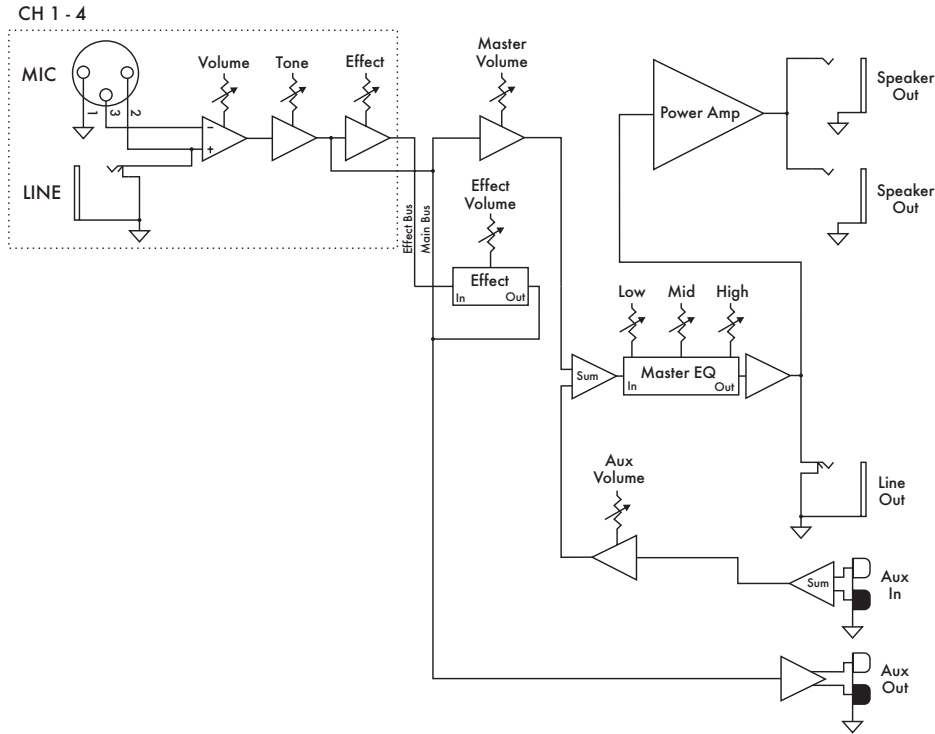 CH 1 - 4
MIC
1
3
2
LINE
Volume
Tone
Effect
-
+
Effect Bus
Main Bus
Master
Volume
Effect
Volume
Effect
In
Out
Power Amp
Speaker
Out
Speaker
Out
Low
Mid
High
Sum
Master EQ
In
Out
Line
Out
Aux
Volume
Sum
Aux
In
Aux
Out